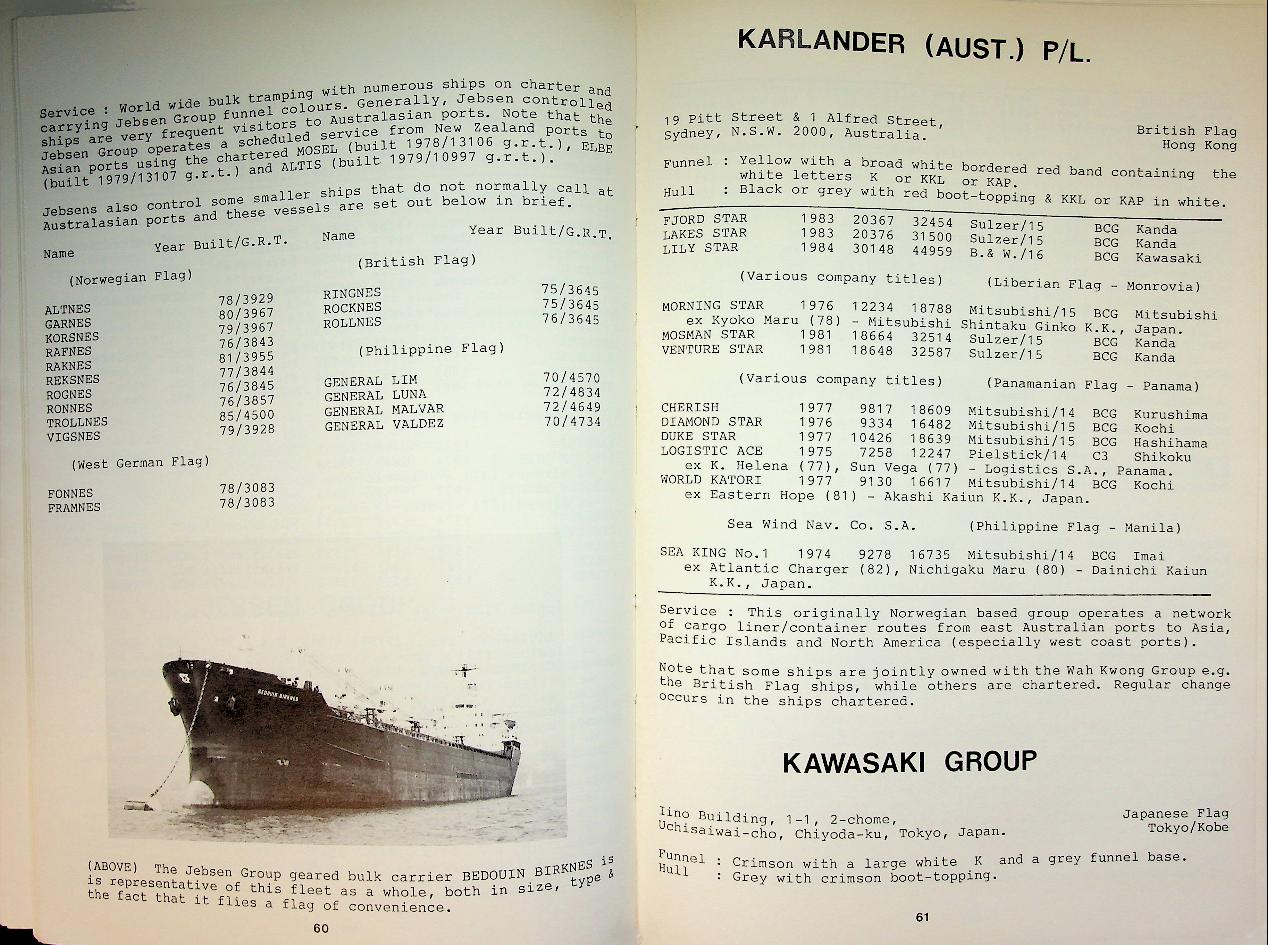 Service : World wide bulk tramping with numerous ships on charter and
carrying Jebsen Group funnel colours. Generally, Jebsen controlled
ships are very frequent visitors to Australasian ports. Note that the
Jebsen Group operates a scheduled service from New Zealand ports to
Asian ports using the chartered MOSEL (built 1978/13106 g.r.t.), ELBE
(built 1979/13107 g.r.t.) and ALTIS (built 1979/10997 g.r.t.).
Jebsens also control some smaller ships that do not normally call at
Australasian ports and these vessels are set out below in brief.
Name Year Built/G.R.T.
(Norwegian Flag)
ALTNES 78/3929
GARNES 80/3967
KORSNES 79/3967
RAFNES 76/3843
RAKNES 81/3955
REKSNES 77/3844
ROGNES 76/3845
RONNES 76/3857
TROLLNES 85/4500
VIGSNES 79/3928
(West German Flag)
FONNES 78/3083
FRAMNES 78/3083
Name Year Built/G.R.T.
(British Flag)
RINGNES 75/3645
ROCKNES 75/3645
ROLLNES 76/3645
(Philippine Flag)
GENERAL LIM 70/4570
GENERAL LUNA 72/4834
GENERAL MALVAR 72/4649
GENERAL VALDEZ 70/4734
BEDOUIN BIRKNES
(ABOVE) The Jebsen Group geared bulk carrier BEDOUIN BIRKNES is
is representative of this fleet as a whole, both in size, type &
the fact that it flies a flag of convenience.
60
KARLANDER (AUST.) P/L.
19 Pitt Street & 1 Alfred Street,
Sydney, N.S.W. 2000, Australia.
British Flag
Hong Kong
Funnel : Yellow with a broad white bordered red band containing the
white letters K or KKL or KAP.
Hull : Black or grey with red boot-topping & KKL or KAP in white.
FJORD STAR 1983 20367 32454 Sulzer/15 BCG Kanda
LAKES STAR 1983 20376 31500 Sulzer/15 BCG Kanda
LILY STAR 1984 30148 44959 B.& W./16 BCG Kawasaki
(Various company titles) (Liberian Flag - Monrovia)
MORNING STAR 1976 12234 18788 Mitsubishi/15 BCG Mitsubishi
ex Kyoko Maru (78) - Mitsubishi Shintaku Ginko K.K., Japan.
MOSMAN STAR 1981 18664 32514 Sulzer/15 BCG Kanda
VENTURE STAR 1981 18648 32587 Sulzer/15 BCG Kanda
(Various company titles) (Panamanian Flag - Panama)
CHERISH 1977 9817 18609 Mitsubishi/14 BCG Kurushima
DIAMOND STAR 1976 9334 16482 Mitsubishi/15 BCG Kochi
DUKE STAR 1977 10426 18639 Mitsubishi/15 BCG Hashihama
LOGISTIC ACE 1975 7258 12247 Pielstick/14 C3 Shikoku
ex K. Helena (77), Sun Vega (77) - Logistics S.A., Panama.
WORLD KATORI 1977 9130 16617 Mitsubishi/14 BCG Kochi
ex Eastern Hope (81) - Akashi Kaiun K.K., Japan.
Sea Wind Nav. Co. S.A. (Philippine Flag - Manila)
SEA KING No.1 1974 9278 16735 Mitsubishi/14 BCG Imai
ex Atlantic Charger (82), Nichigaku Maru (80) - Dainichi Kaiun
K.K., Japan.
Service : This originally Norwegian based group operates a network
of cargo liner/container routes from east Australian ports to Asia,
Pacific Islands and North America (especially west coast ports).
Note that some ships are jointly owned with the Wah Kwong Group e.g.
the British Flag ships, while others are chartered. Regular change
occurs in the ships chartered.
KAWASAKI GROUP
Iino Building, 1-1, 2-chome,
Uchisaiwai-cho, Chiyoda-ku, Tokyo, Japan.
Japanese Flag
Tokyo/Kobe
Funnel : Crimson with a large white K and a grey funnel base.
Hull : Grey with crimson boot-topping.
61